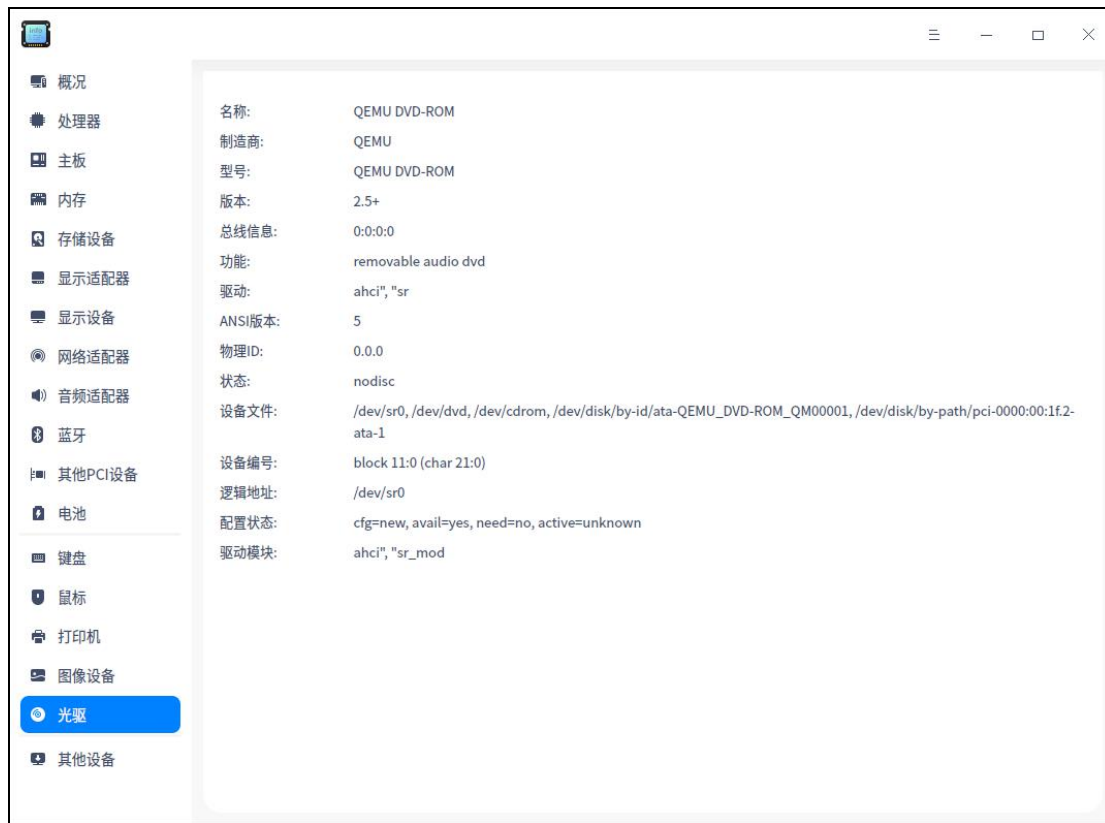 概况
处理器
主板
内存
存储设备
显示适配器
显示设备
网络适配器
音频适配器
蓝牙
其他PCI设备
电池
键盘
鼠标
打印机
图像设备
光驱
其他设备
名称: QEMU DVD-ROM
制造商: QEMU
型号: QEMU DVD-ROM
版本: 2.5+
总线信息: 0:0:0:0
功能: removable audio dvd
驱动: ahci", "sr
ANSI版本: 5
物理ID: 0.0.0
状态: nodisc
设备文件: /dev/sr0, /dev/dvd, /dev/cdrom, /dev/disk/by-id/ata-QEMU_DVD-ROM_QM00001, /dev/disk/by-path/pci-0000:00:1f.2-
ata-1
设备编号: block 11:0 (char 21:0)
逻辑地址: /dev/sr0
配置状态: cfg=new, avail=yes, need=no, active=unknown
驱动模块: ahci", "sr_mod